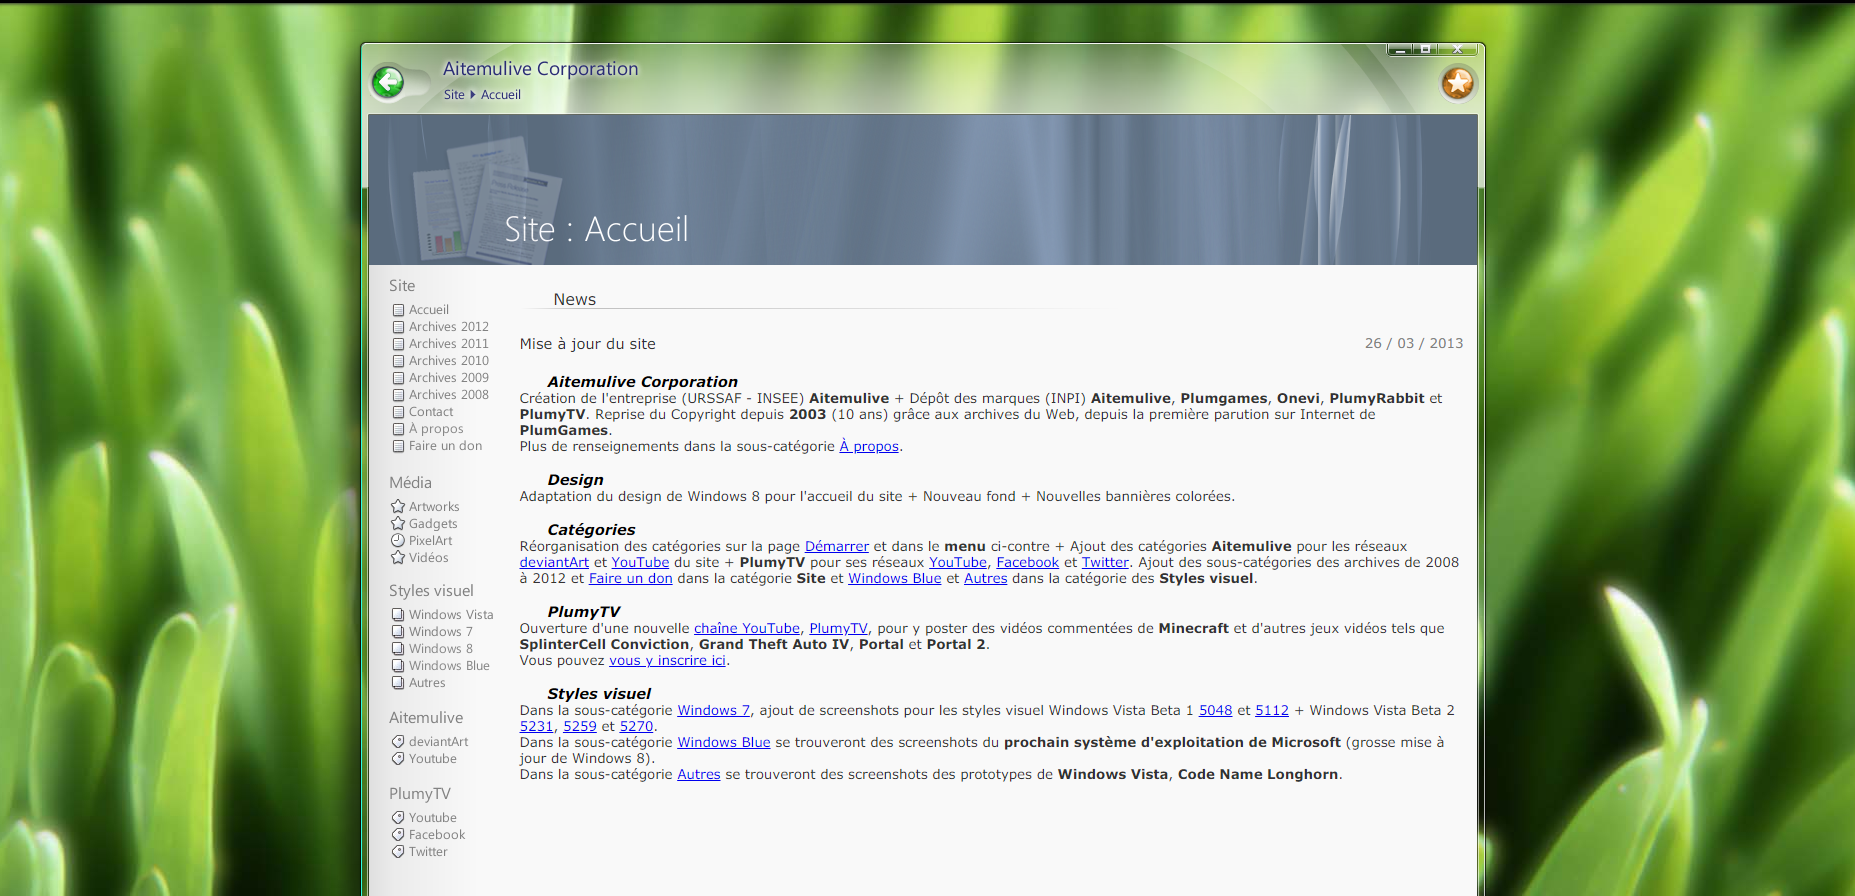 Aitemulive Corporation
Site Accueil
Site : Accueil
Site
Accueil
Archives 2012
Archives 2011
Archives 2010
Archives 2009
Archives 2008
Contact
À propos
Faire un don
Média
Artworks
Gadgets
PixelArt
Vidéos
Styles visuel
Windows Vista
Windows 7
Windows 8
Windows Blue
Autres
Aitemulive
deviantArt
Youtube
PlumyTV
Youtube
Facebook
Twitter
News
Mise à jour du site 26 / 03 / 2013
Aitemulive Corporation
Création de l'entreprise (URSSAF - INSEE) Aitemulive + Dépôt des marques (INPI) Aitemulive, Plumgames, Onevi, PlumyRabbit et
PlumyTV. Reprise du Copyright depuis 2003 (10 ans) grâce aux archives du Web, depuis la première parution sur Internet de
PlumGames.
Plus de renseignements dans la sous-catégorie À propos.
Design
Adaptation du design de Windows 8 pour l'accueil du site + Nouveau fond + Nouvelles bannières colorées.
Catégories
Réorganisation des catégories sur la page Démarrer et dans le menu ci-contre + Ajout des catégories Aitemulive pour les réseaux
deviantArt et YouTube du site + PlumyTV pour ses réseaux YouTube, Facebook et Twitter. Ajout des sous-catégories des archives de 2008
à 2012 et Faire un don dans la catégorie Site et Windows Blue et Autres dans la catégorie des Styles visuel.
PlumyTV
Ouverture d'une nouvelle chaîne YouTube, PlumyTV, pour y poster des vidéos commentées de Minecraft et d'autres jeux vidéos tels que
SplinterCell Conviction, Grand Theft Auto IV, Portal et Portal 2.
Vous pouvez vous y inscrire ici.
Styles visuel
Dans la sous-catégorie Windows 7, ajout de screenshots pour les styles visuel Windows Vista Beta 1 5048 et 5112 + Windows Vista Beta 2
5231, 5259 et 5270.
Dans la sous-catégorie Windows Blue se trouveront des screenshots du prochain système d'exploitation de Microsoft (grosse mise à
jour de Windows 8).
Dans la sous-catégorie Autres se trouveront des screenshots des prototypes de Windows Vista, Code Name Longhorn.